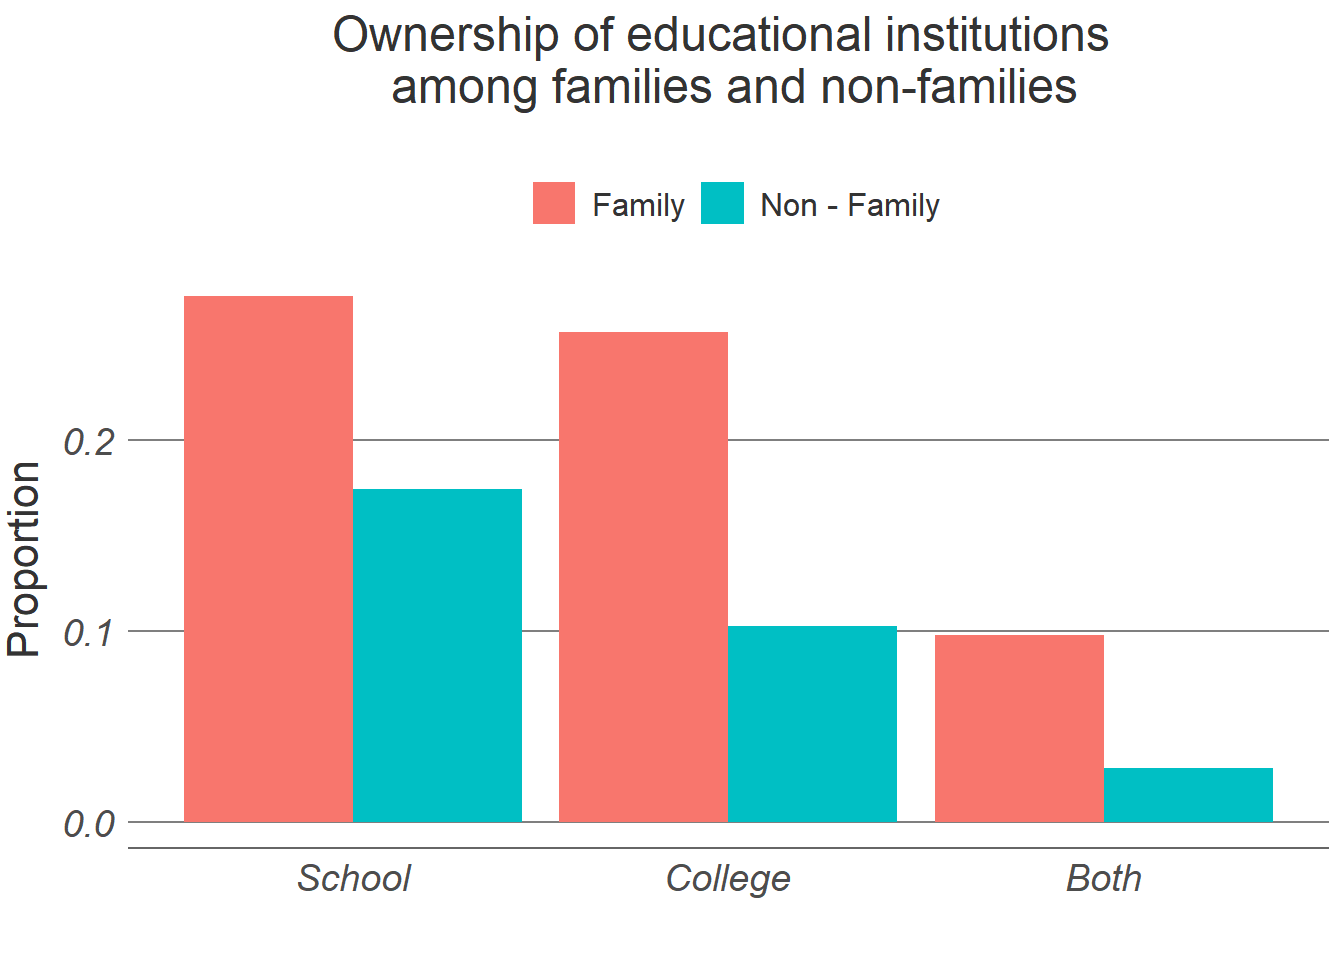 Ownership of educational institutions
among families and non-families
Family
Non - Family
Proportion
0.2
0.1
0.0
School
College
Both